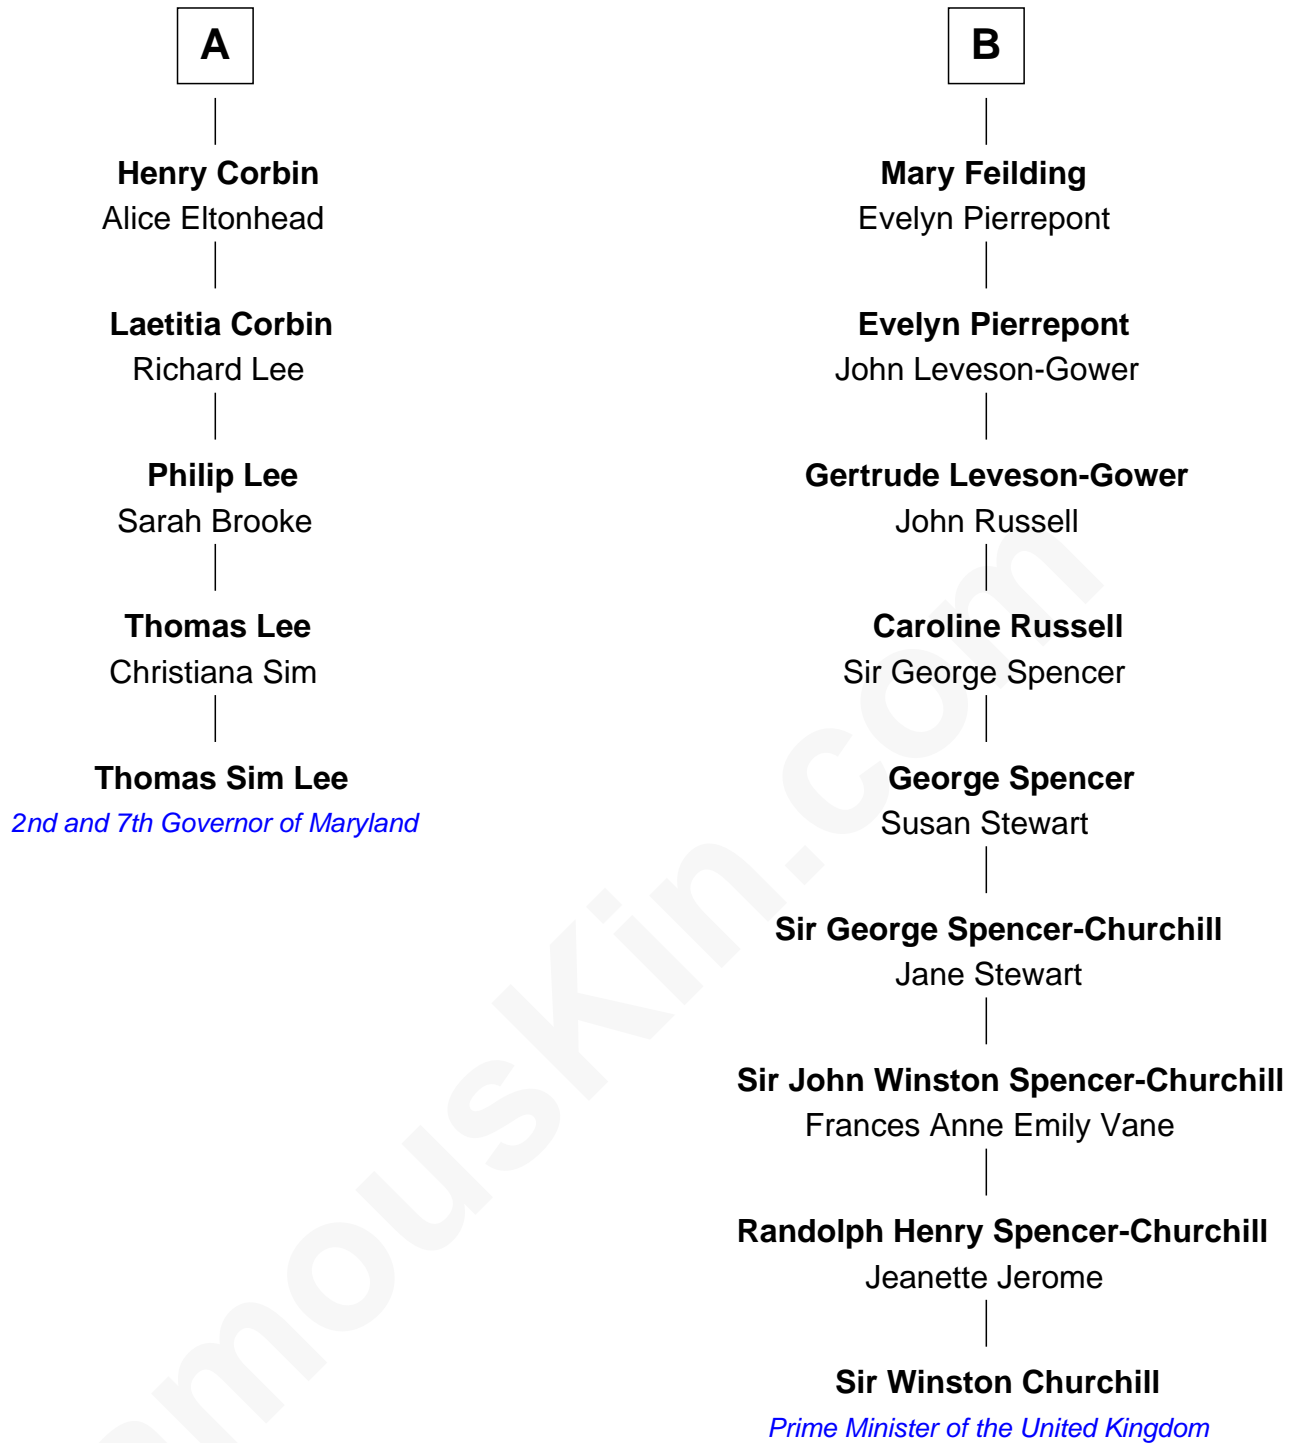 A
Henry Corbin
Alice Eltonhead
Laetitia Corbin
Richard Lee
Philip Lee
Sarah Brooke
Thomas Lee
Christiana Sim
Thomas Sim Lee
2nd and 7th Governor of Maryland
B
Mary Feilding
Evelyn Pierrepont
Evelyn Pierrepont
John Leveson-Gower
Gertrude Leveson-Gower
John Russell
Caroline Russell
Sir George Spencer
George Spencer
Susan Stewart
Sir George Spencer-Churchill
Jane Stewart
Sir John Winston Spencer-Churchill
Frances Anne Emily Vane
Randolph Henry Spencer-Churchill
Jeanette Jerome
Sir Winston Churchill
Prime Minister of the United Kingdom
amouskin.com